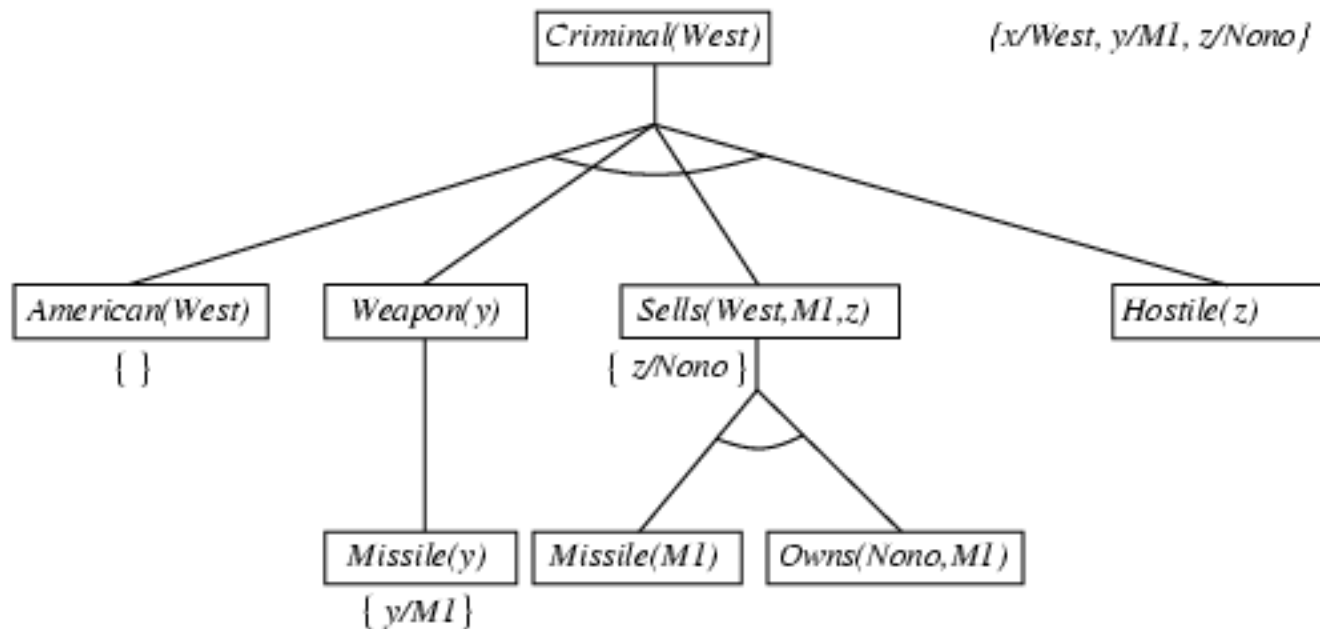 Criminal(West)
{x/West, y/M1, z/Nono}
American(West)
Weapon(y)
Sells(West,M1,z)
Hostile(z)
{ }
{ z/Nono }
Missile(y)
Missile(M1)
Owns(Nono,M1)
{ y/M1 }